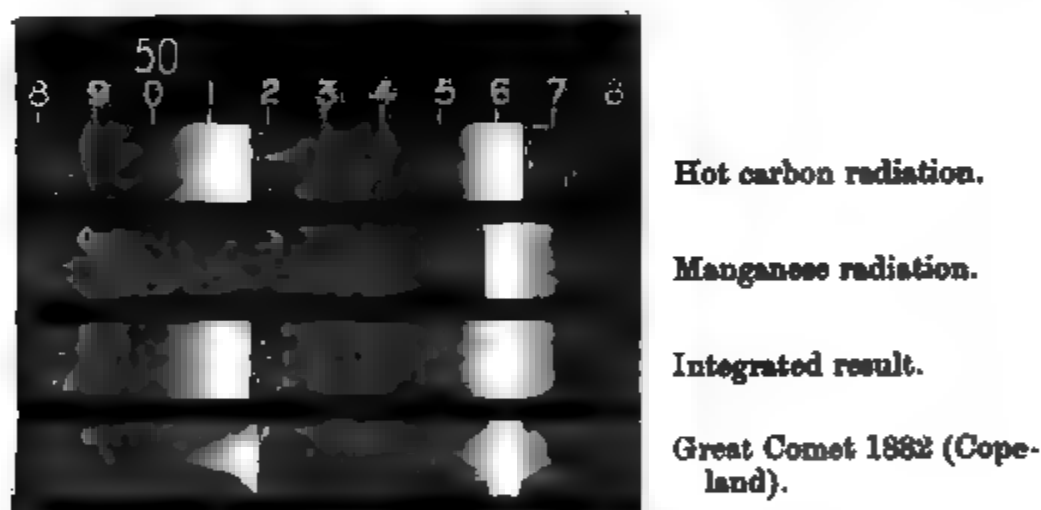 50
8 9 0 1 2 3 4 5 6 7 8
Hot carbon radiation.
Manganese radiation.
Integrated result.
Great Comet 1882 (Cope-
land).